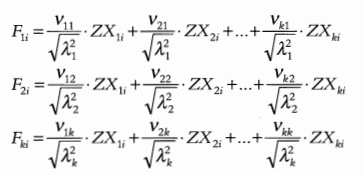 F_{1i} = \frac{v_{11}}{\sqrt{\lambda_1^2}} \cdot ZX_{1i} + \frac{v_{21}}{\sqrt{\lambda_1^2}} \cdot ZX_{2i} + ... + \frac{v_{k1}}{\sqrt{\lambda_1^2}} \cdot ZX_{ki}
F_{2i} = \frac{v_{12}}{\sqrt{\lambda_2^2}} \cdot ZX_{1i} + \frac{v_{22}}{\sqrt{\lambda_2^2}} \cdot ZX_{2i} + ... + \frac{v_{k2}}{\sqrt{\lambda_2^2}} \cdot ZX_{ki}
F_{ki} = \frac{v_{1k}}{\sqrt{\lambda_k^2}} \cdot ZX_{1i} + \frac{v_{2k}}{\sqrt{\lambda_k^2}} \cdot ZX_{2i} + ... + \frac{v_{kk}}{\sqrt{\lambda_k^2}} \cdot ZX_{ki}